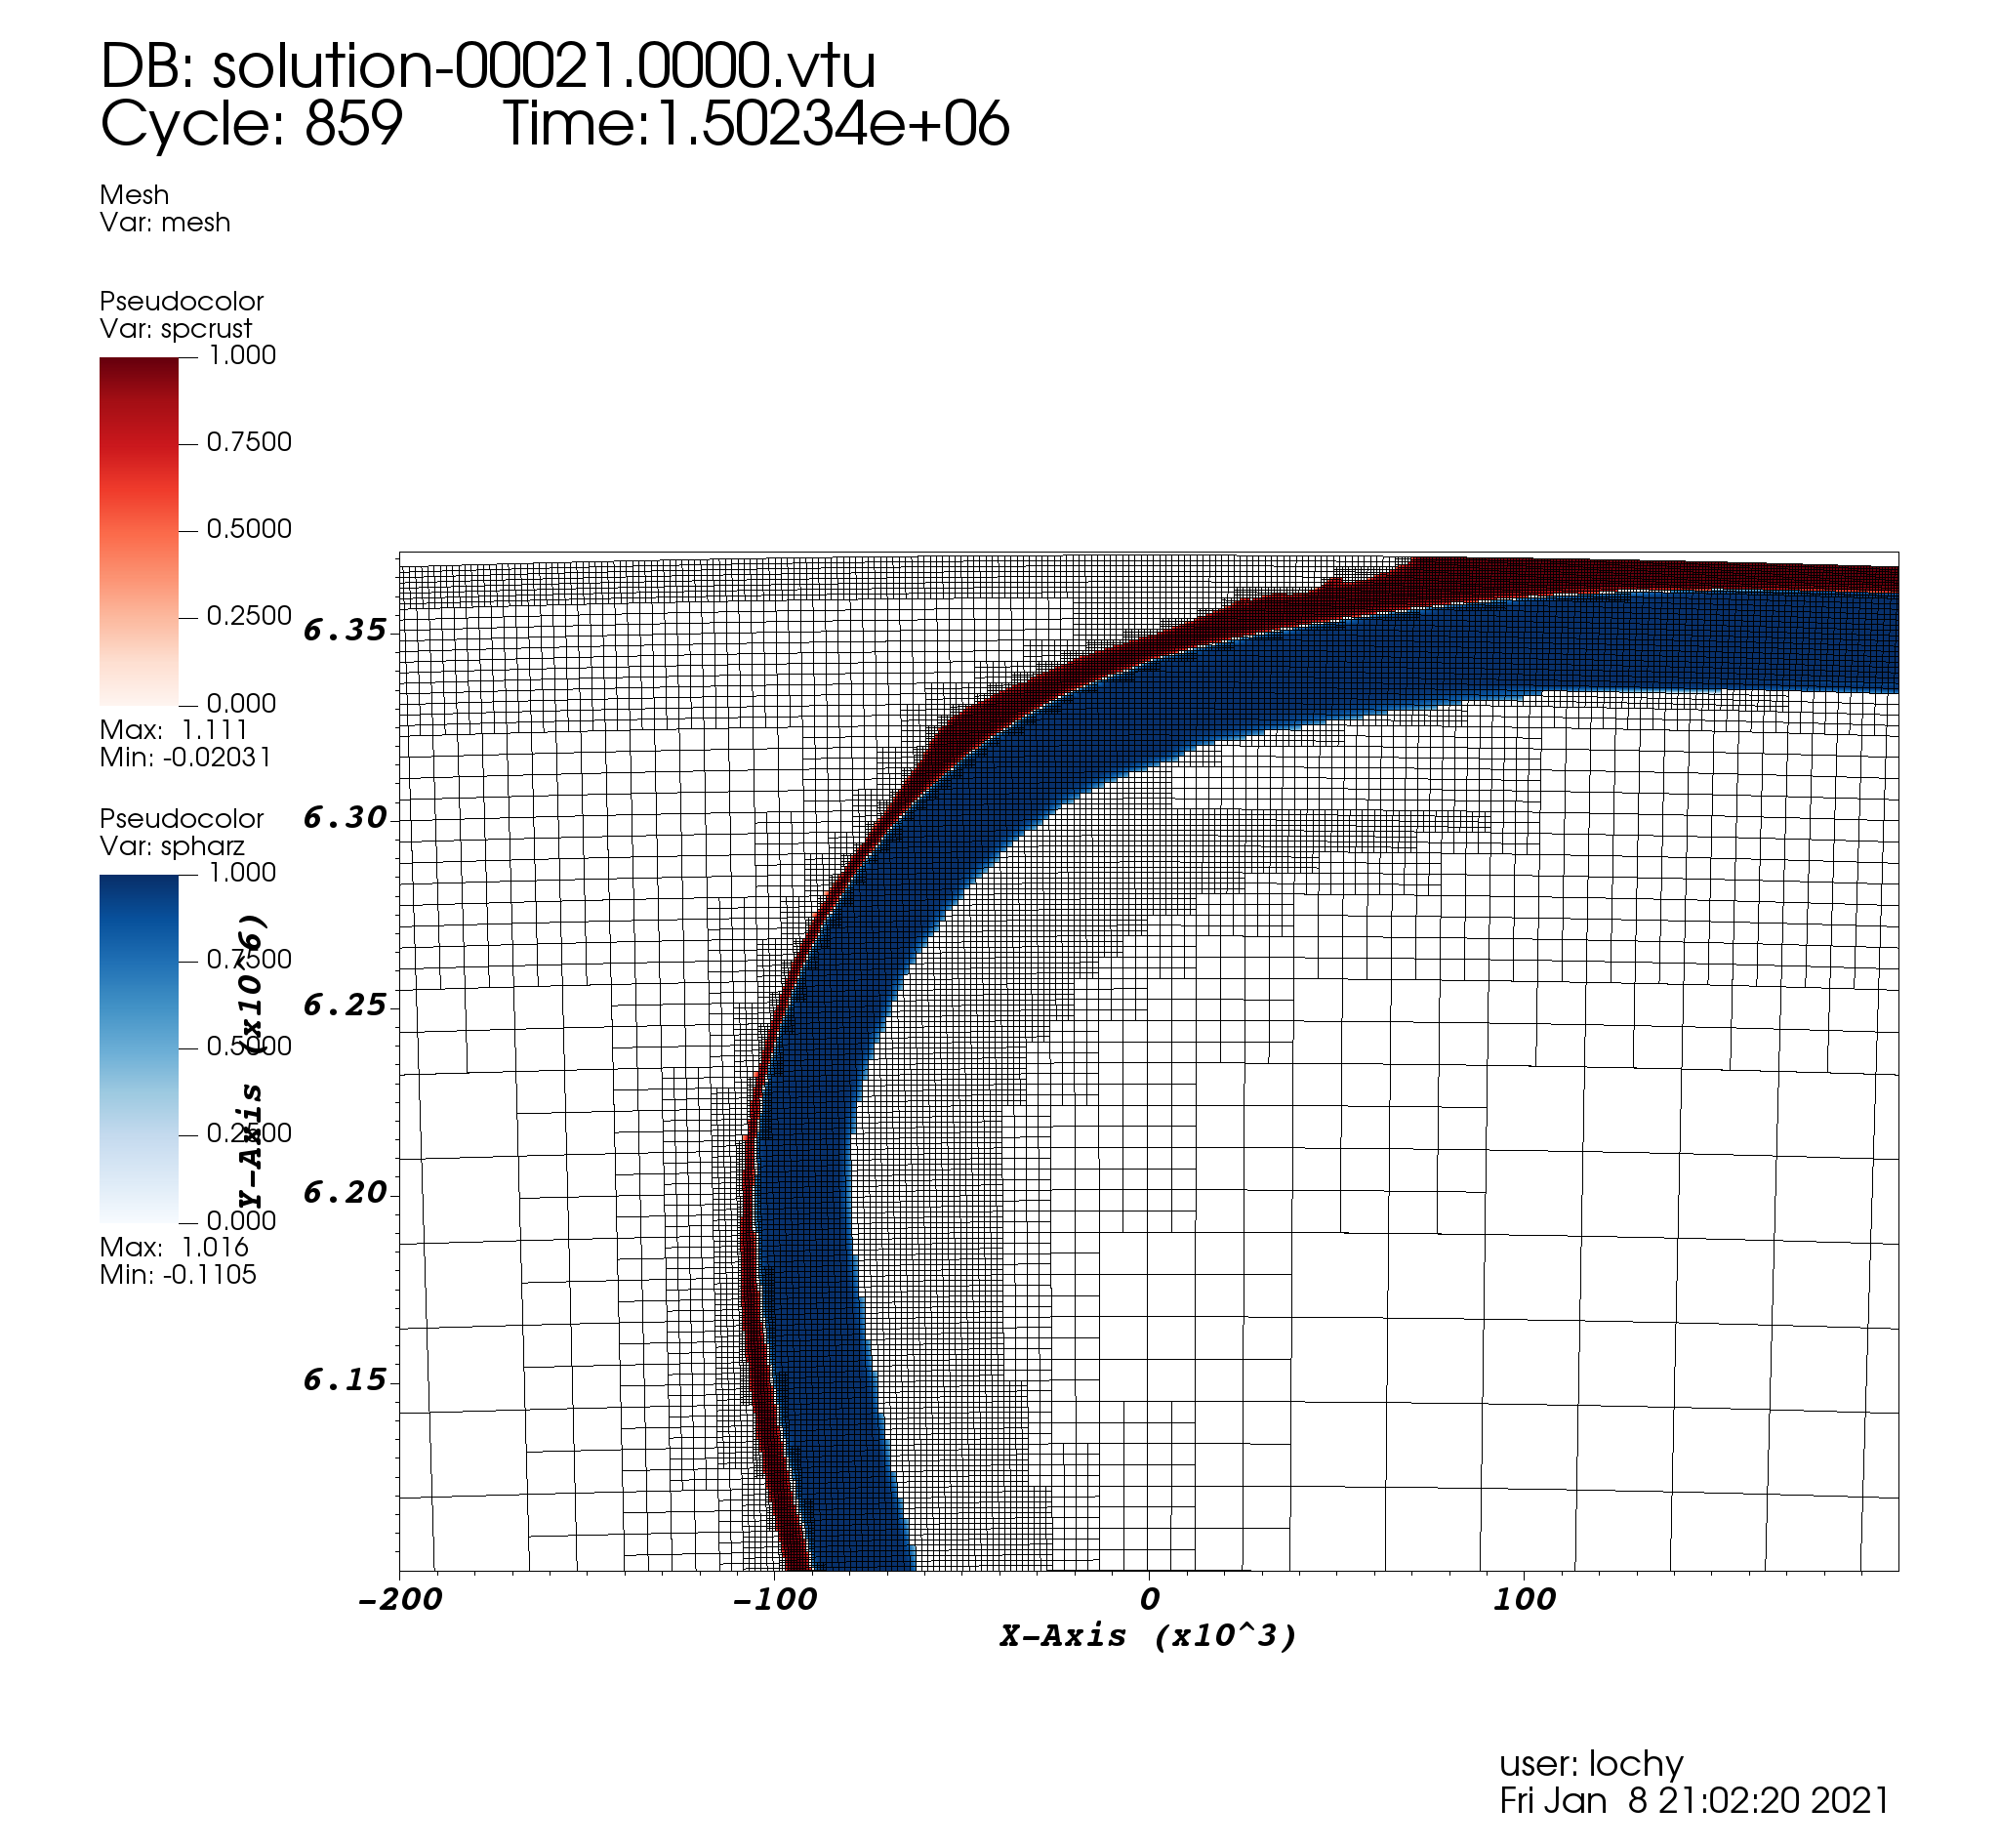 DB: solution-00021.0000.vtu
Cycle: 859 Time:1.50234e+06
Mesh
Var: mesh
Pseudocolor
Var: spcrust
1.000
0.7500
0.5000
0.2500
0.000
Max: 1.111
Min: -0.02031
Pseudocolor
Var: spharz
1.000
0.7500
0.5000
0.2500
0.000
Max: 1.016
Min: -0.1105
Y-Axis (x10^6)
6.35
6.30
6.25
6.20
6.15
-200 -100 0 100
X-Axis (x10^3)
user: lochy
Fri Jan 8 21:02:20 2021